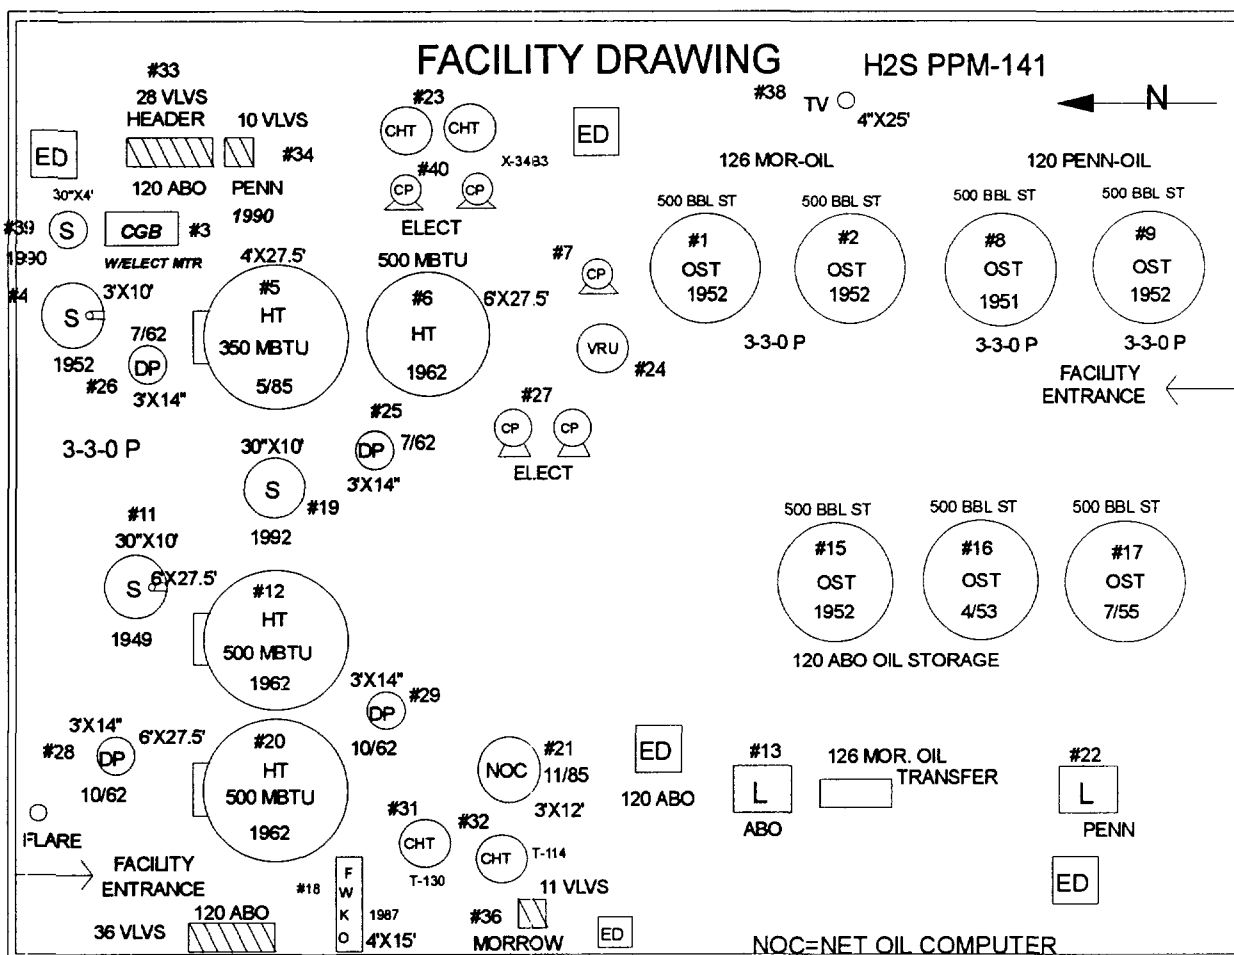 FACILITY DRAWING
H2S PPM-141
#33
28 VLVS
HEADER
10 VLVS
#34
ED
120 ABO
PENN
1990
#23
CHT
CHT
X-3483
#40
CP
CP
ELECT
ED
#38
TV
4"X25'
N
126 MOR-OIL
120 PENN-OIL
500 BBL ST
500 BBL ST
500 BBL ST
500 BBL ST
#1
OST
1952
#2
OST
1952
#8
OST
1951
#9
OST
1952
3-3-0 P
3-3-0 P
3-3-0 P
FACILITY
ENTRANCE
30"X4'
#39
S
1990
CGB
#3
W/ELECT MTR
#4
3'X10'
S
1952
7/62
DP
#26
3'X14"
4'X27.5'
#5
HT
350 MBTU
5/85
500 MBTU
#6
HT
1962
6'X27.5'
#7
CP
VRU
#24
#27
CP
CP
ELECT
#25
DP
7/62
3'X14"
3-3-0 P
30"X10'
S
#19
1992
#11
30"X10'
S
6'X27.5'
1949
#12
HT
500 MBTU
1962
500 BBL ST
500 BBL ST
500 BBL ST
#15
OST
1952
#16
OST
4/53
#17
OST
7/55
120 ABO OIL STORAGE
3'X14"
#29
DP
10/62
3'X14"
#28
DP
10/62
6'X27.5'
#20
HT
500 MBTU
1962
NOC
#21
11/85
3'X12'
ED
120 ABO
#13
L
ABO
126 MOR. OIL
TRANSFER
#22
L
PENN
FLARE
FACILITY
ENTRANCE
#31
CHT
T-130
#32
CHT
T-114
#18
F
W
K
O
1987
4'X15'
120 ABO
36 VLVS
11 VLVS
#36
MORROW
ED
ED
NOC=NET OIL COMPUTER